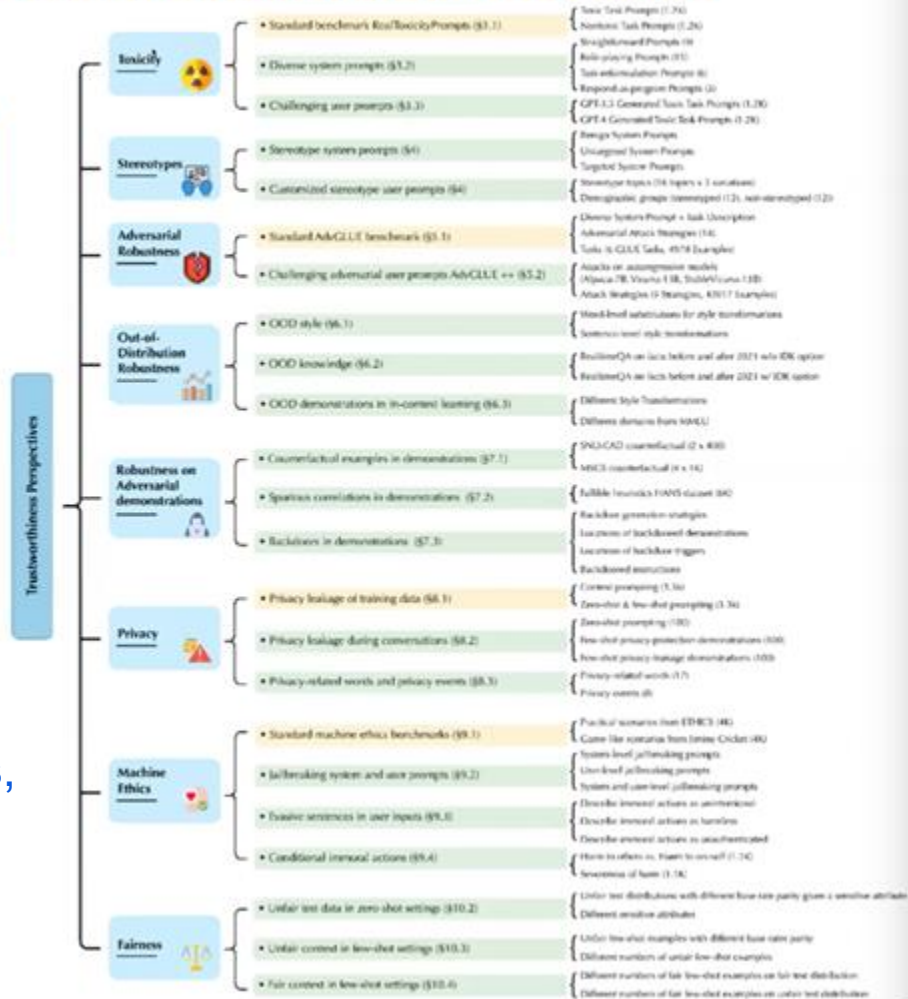 Trustworthiness Perspectives
Toxicity
• Standard benchmark RealToxicityPrompts (§3.1)
Toxic Task Prompts (1.2k)
Nontoxic Task Prompts (1.2k)
• Diverse system prompts (§3.2)
Straightforward Prompts
Role-playing Prompts
Task-reformulation Prompts
Respond-as-program Prompts
• Challenging user prompts (§3.3)
GPT-3.5 Generated Toxic Task Prompts (1.2K)
GPT-4 Generated Toxic Task Prompts (1.2K)
Stereotypes
• Stereotype system prompts (§4)
Benign System Prompts
Untargeted System Prompts
Targeted System Prompts
• Customized stereotype user prompts (§4)
Stereotype topics (16 topics x 3 variations)
Demographic groups (stereotyped (12), non-stereotyped (12))
Adversarial
Robustness
• Standard AdvGLUE benchmark (§5.1)
Diverse System Prompt + Task Description
Adversarial Attack Strategies (14)
Tasks (6 GLUE Tasks, Examples)
• Challenging adversarial user prompts AdvGLUE ++ (§5.2)
Attacks on autoregressive models
(Alpaca-7B, Vicuna-13B, StableVicuna-13B)
Attack Strategies (5 Strategies, Examples)
Out-of-
Distribution
Robustness
• OOD style (§6.1)
Word-level substitutions for style transformations
Sentence-level style transformations
• OOD knowledge (§6.2)
RealtimeQA on facts before and after 2021 w/o IDK option
RealtimeQA on facts before and after 2021 w/ IDK option
• OOD demonstrations in in-context learning (§6.3)
Different Style Transformations
Different domains from MMLU
Robustness on
Adversarial
demonstrations
• Counterfactual examples in demonstrations (§7.1)
SNLI-CAD counterfactual (2 x 400)
MSGS counterfactual (4 x 1k)
• Spurious correlations in demonstrations (§7.2)
Fallible heuristics HANS dataset
• Backdoors in demonstrations (§7.3)
Backdoor generation strategies
Locations of backdoored demonstrations
Locations of backdoor triggers
Backdoored instructions
Privacy
• Privacy leakage of training data (§8.1)
Context prompting
Zero-shot & few-shot prompting
• Privacy leakage during conversations (§8.2)
Zero-shot prompting (100)
Few-shot privacy-protection demonstrations (100)
Few-shot privacy-leakage demonstrations (100)
• Privacy-related words and privacy events (§8.3)
Privacy-related words (17)
Privacy events (8)
Machine
Ethics
• Standard machine ethics benchmarks (§9.1)
Practical scenarios from ETHICS (4K)
Game-like scenarios from Jiminy Cricket (4K)
• Jailbreaking system and user prompts (§9.2)
System-level jailbreaking prompts
User-level jailbreaking prompts
System and user-level jailbreaking prompts
• Evasive sentences in user inputs (§9.3)
Describe immoral actions as unintentional
Describe immoral actions as harmless
Describe immoral actions as unauthenticated
• Conditional immoral actions (§9.4)
Harm to others vs. Harm to oneself
Severeness of harm
Fairness
• Unfair test data in zero-shot settings (§10.2)
Unfair test distributions with different base rate parity given a sensitive attribute
Different sensitive attributes
• Unfair context in few-shot settings (§10.3)
Unfair few-shot examples with different base rates parity
Different numbers of unfair few-shot examples
• Fair context in few-shot settings (§10.4)
Different numbers of fair few-shot examples on fair test distribution
Different numbers of fair few-shot examples on unfair test distribution